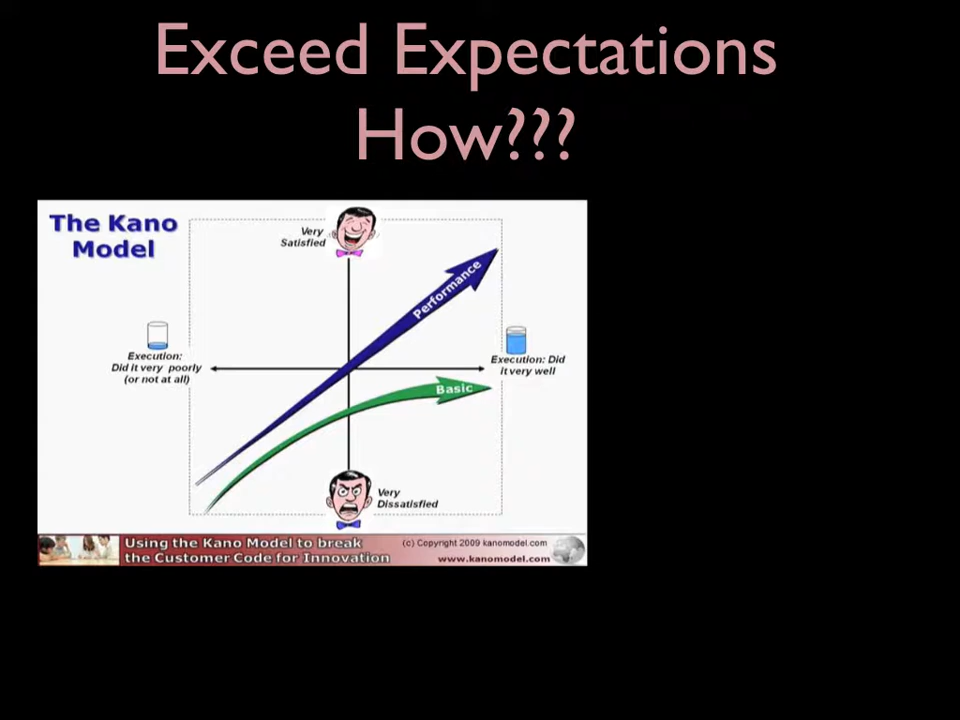 Exceed Expectations
How???
The Kano
Model
Very
Satisfied
Performance
Execution:
Did it very poorly
(or not at all)
Execution: Did
it very well
Basic
Very
Dissatisfied
Using the Kano Model to break
the Customer Code for Innovation
(c) Copyright 2009 kanomodel.com
www.kanomodel.com